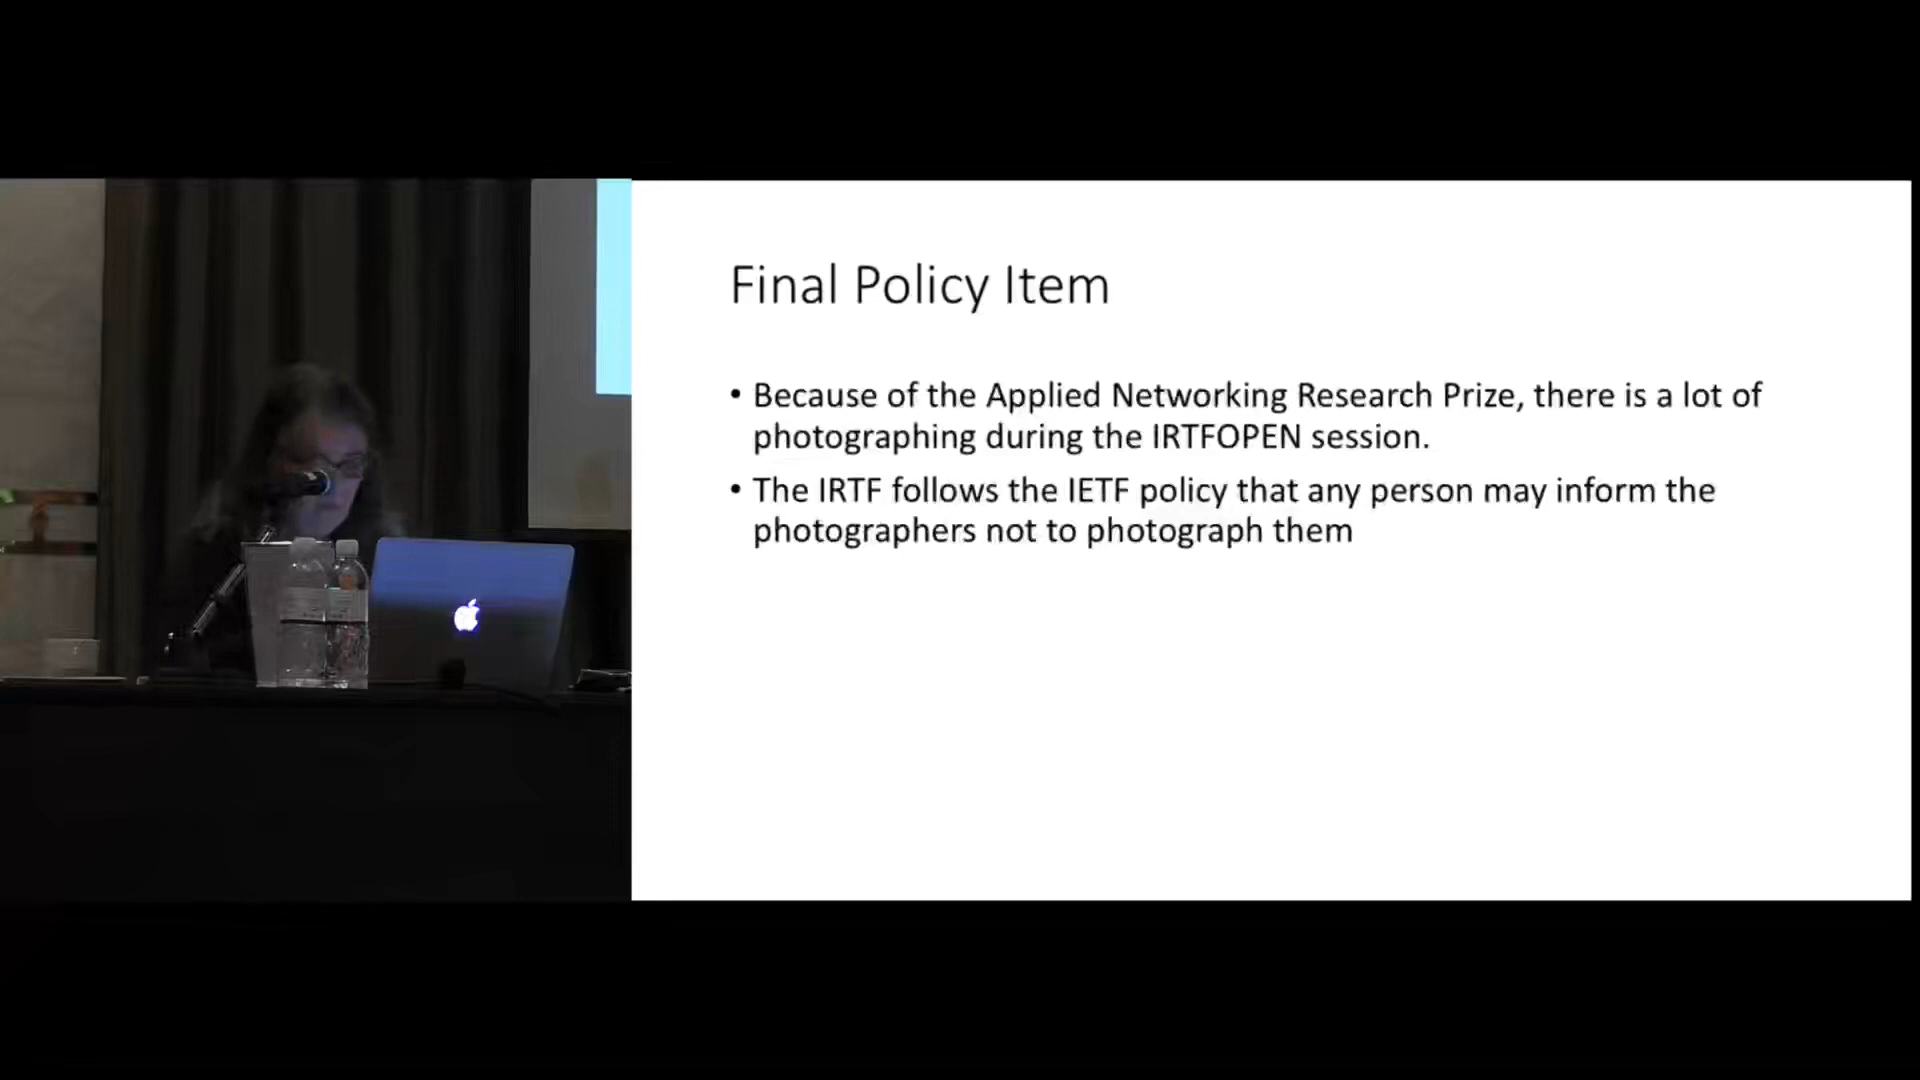 Final Policy Item
• Because of the Applied Networking Research Prize, there is a lot of
photographing during the IRTFOPEN session.
• The IRTF follows the IETF policy that any person may inform the
photographers not to photograph them